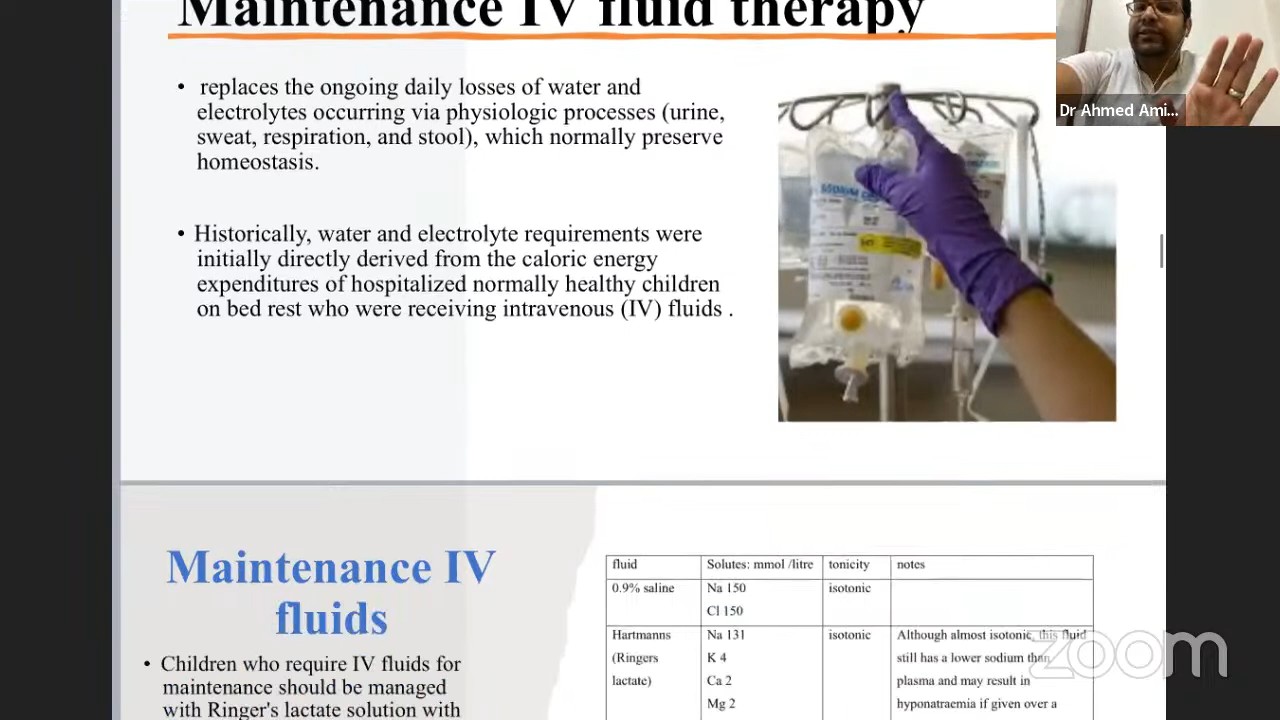 Maintenance IV fluid therapy
• replaces the ongoing daily losses of water and
electrolytes occurring via physiologic processes (urine,
sweat, respiration, and stool), which normally preserve
homeostasis.
• Historically, water and electrolyte requirements were
initially directly derived from the caloric energy
expenditures of hospitalized normally healthy children
on bed rest who were receiving intravenous (IV) fluids .
SODIUM
Dr Ahmed Ami...
Maintenance IV
fluids
• Children who require IV fluids for
maintenance should be managed
with Ringer's lactate solution with
fluid Solutes: mmol /litre tonicity notes
0.9% saline Na 150 isotonic
Cl 150
Hartmanns Na 131 isotonic Although almost isotonic, this fluid
(Ringers K 4 still has a lower sodium than
lactate) Ca 2 plasma and may result in
Mg 2 hyponatraemia if given over a
zoom